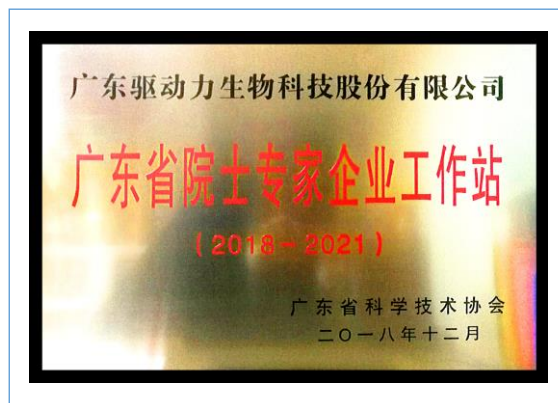 广东驱动力生物科技股份有限公司
广东省院士专家企业工作站
（2018－2021）
广东省科学技术协会
二〇一八年十二月